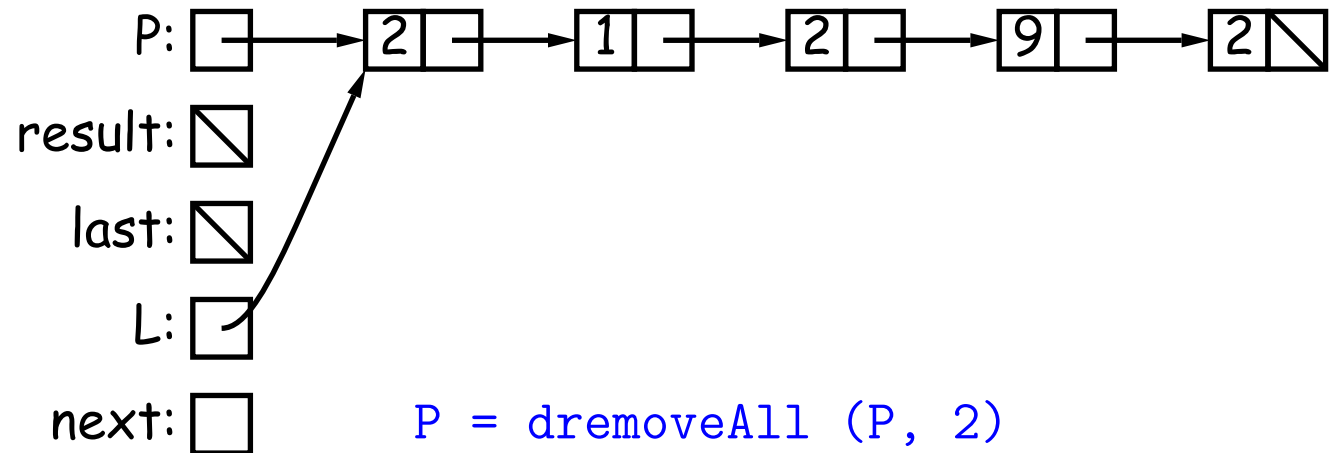 P: 2 1 2 9 2
result:
last:
L:
next: P = dremoveAll (P, 2)